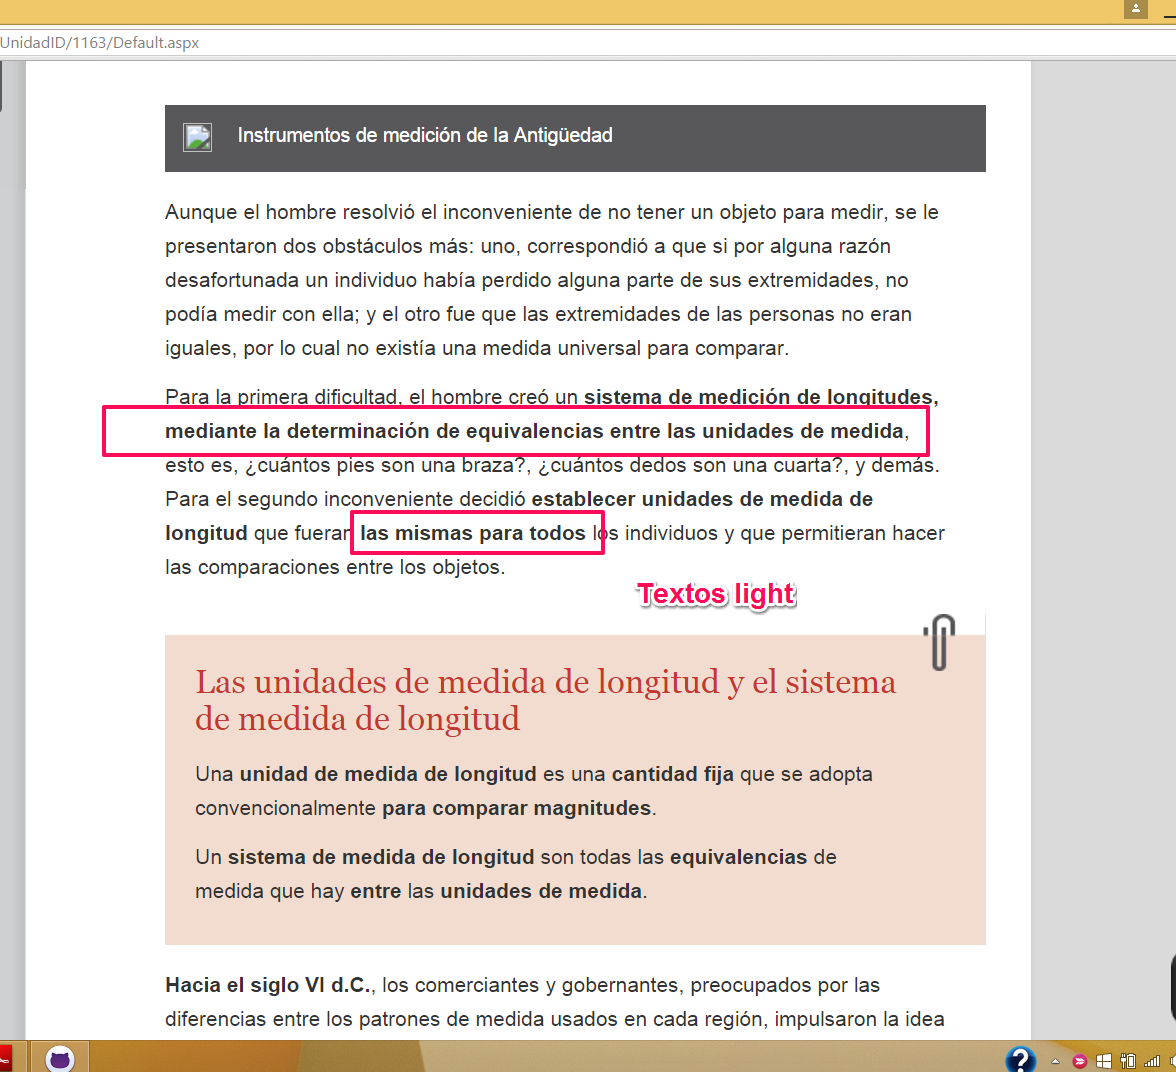 UnidadID/1163/Default.aspx
Instrumentos de medición de la Antigüedad
Aunque el hombre resolvió el inconveniente de no tener un objeto para medir, se le
presentaron dos obstáculos más: uno, correspondió a que si por alguna razón
desafortunada un individuo había perdido alguna parte de sus extremidades, no
podía medir con ella; y el otro fue que las extremidades de las personas no eran
iguales, por lo cual no existía una medida universal para comparar.
Para la primera dificultad, el hombre creó un sistema de medición de longitudes,
mediante la determinación de equivalencias entre las unidades de medida,
esto es, ¿cuántos pies son una braza?, ¿cuántos dedos son una cuarta?, y demás.
Para el segundo inconveniente decidió establecer unidades de medida de
longitud que fueran las mismas para todos los individuos y que permitieran hacer
las comparaciones entre los objetos.
Textos light
Las unidades de medida de longitud y el sistema
de medida de longitud
Una unidad de medida de longitud es una cantidad fija que se adopta
convencionalmente para comparar magnitudes.
Un sistema de medida de longitud son todas las equivalencias de
medida que hay entre las unidades de medida.
Hacia el siglo VI d.C., los comerciantes y gobernantes, preocupados por las
diferencias entre los patrones de medida usados en cada región, impulsaron la idea